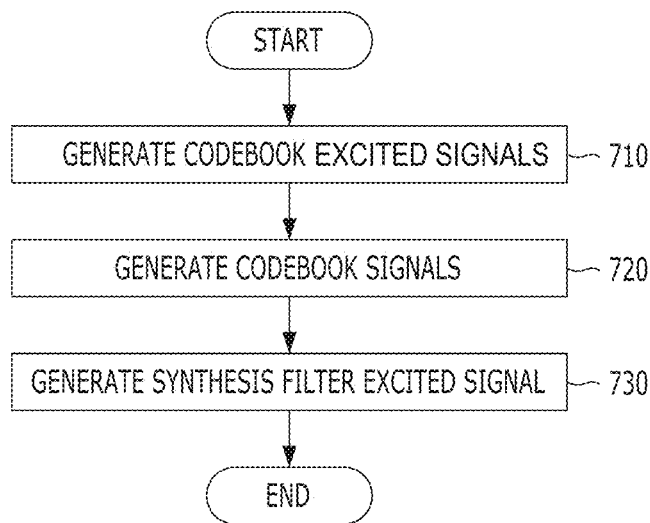 START
GENERATE CODEBOOK EXCITED SIGNALS 710
GENERATE CODEBOOK SIGNALS 720
GENERATE SYNTHESIS FILTER EXCITED SIGNAL 730
END